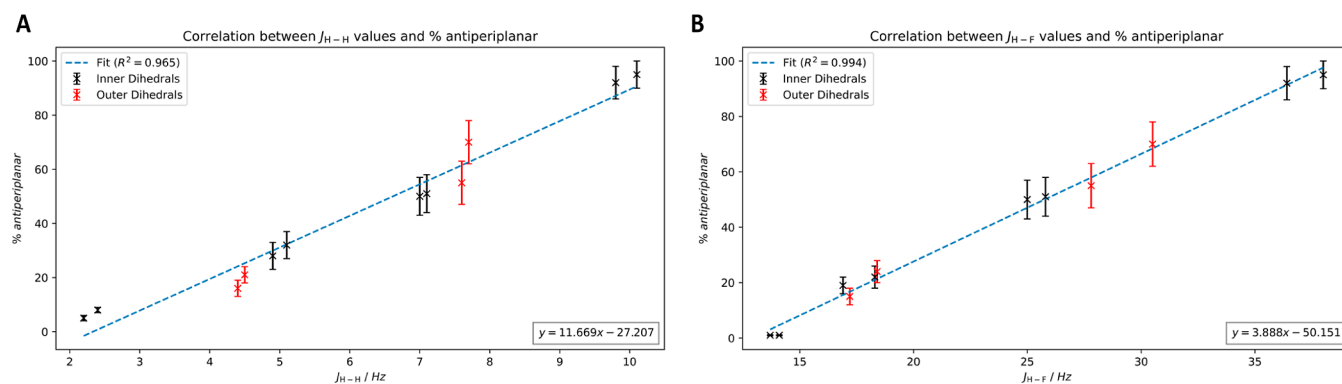 A
Correlation between J_H−H values and % antiperiplanar
Fit (R² = 0.965)
Inner Dihedrals
Outer Dihedrals
100
80
60
40
20
0
% antiperiplanar
y = 11.669x − 27.207
2 3 4 5 6 7 8 9 10
J_H−H / Hz
B
Correlation between J_H−F values and % antiperiplanar
Fit (R² = 0.994)
Inner Dihedrals
Outer Dihedrals
100
80
60
40
20
0
% antiperiplanar
y = 3.888x − 50.151
15 20 25 30 35
J_H−F / Hz